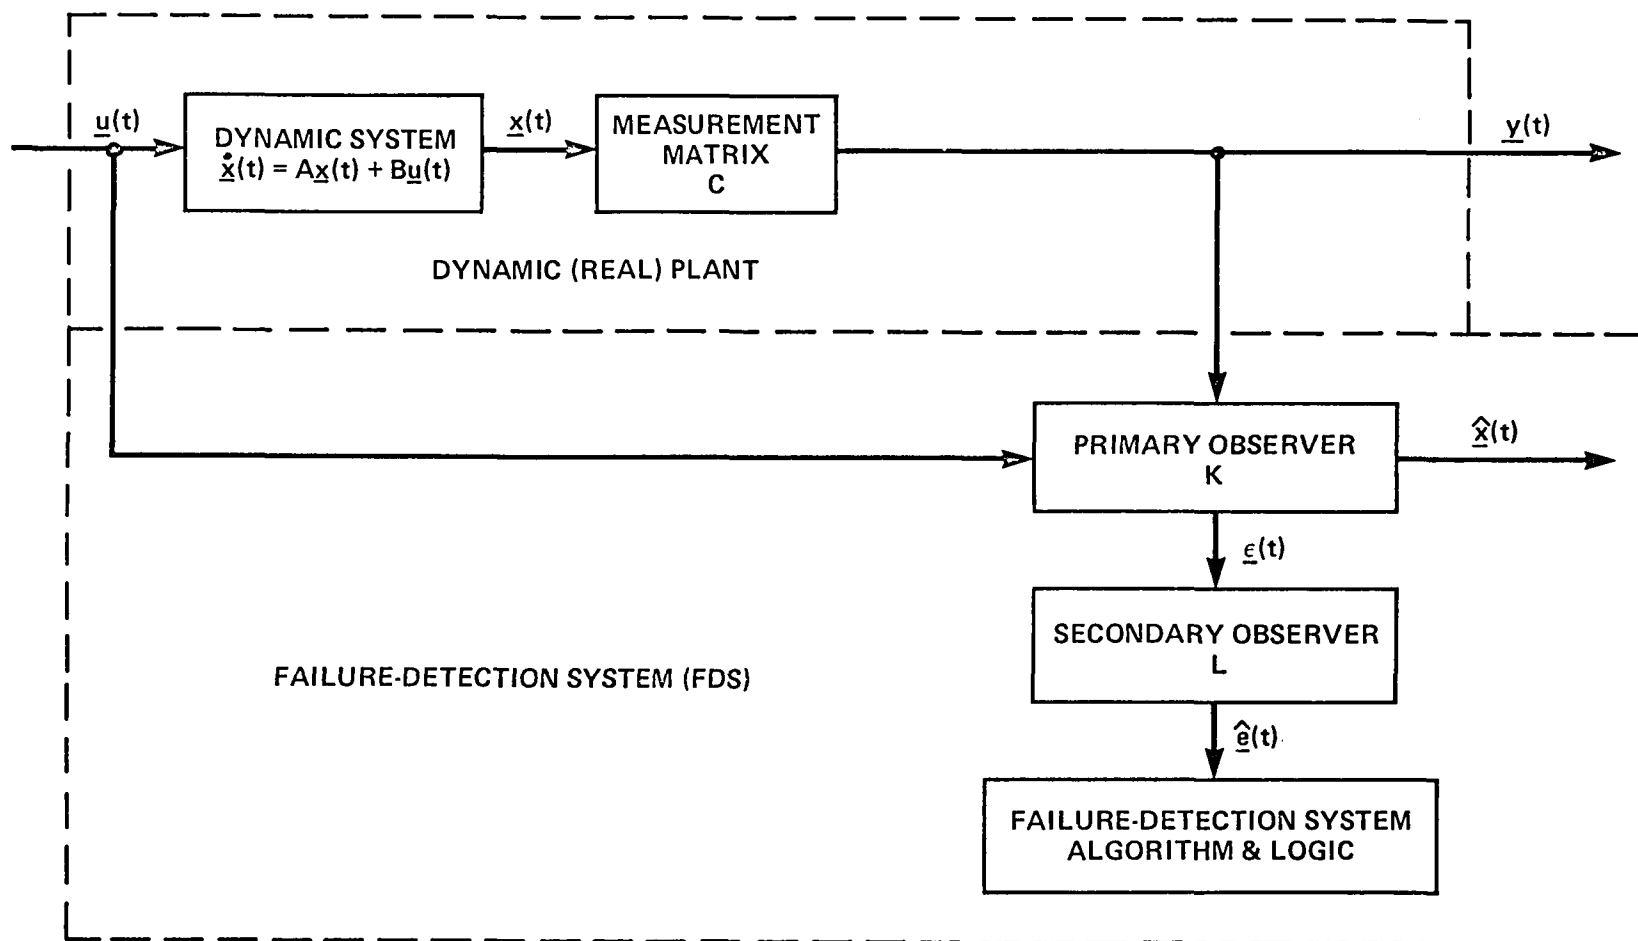 u(t)
DYNAMIC SYSTEM
ẋ(t) = Ax(t) + Bu(t)
x(t)
MEASUREMENT
MATRIX
C
y(t)
DYNAMIC (REAL) PLANT
PRIMARY OBSERVER
K
x̂(t)
ϵ(t)
SECONDARY OBSERVER
L
FAILURE-DETECTION SYSTEM (FDS)
ê(t)
FAILURE-DETECTION SYSTEM
ALGORITHM & LOGIC